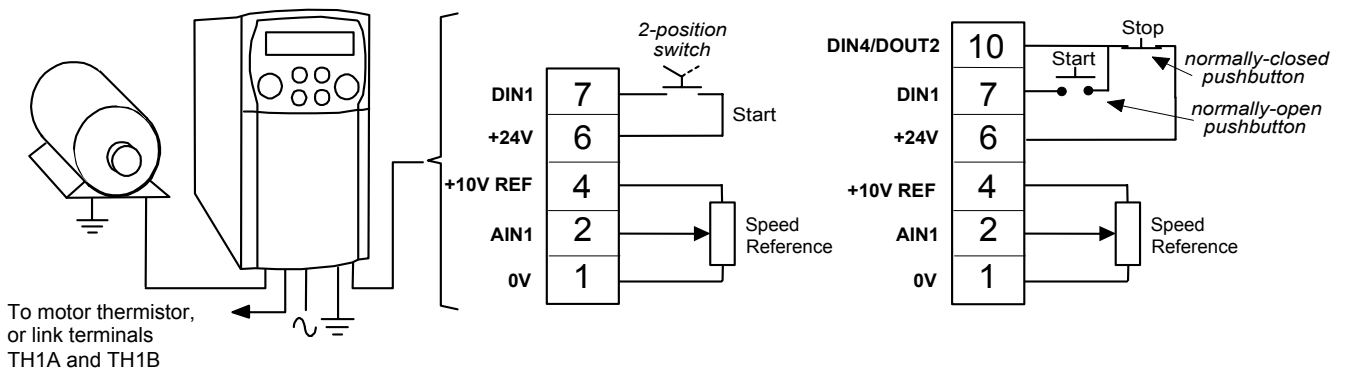 To motor thermistor,
or link terminals
TH1A and TH1B
2-position
switch
DIN1 7
Start
+24V 6
+10V REF 4
AIN1 2
Speed
Reference
0V 1
DIN4/DOUT2 10
Stop
normally-closed
pushbutton
Start
DIN1 7
normally-open
pushbutton
+24V 6
+10V REF 4
AIN1 2
Speed
Reference
0V 1